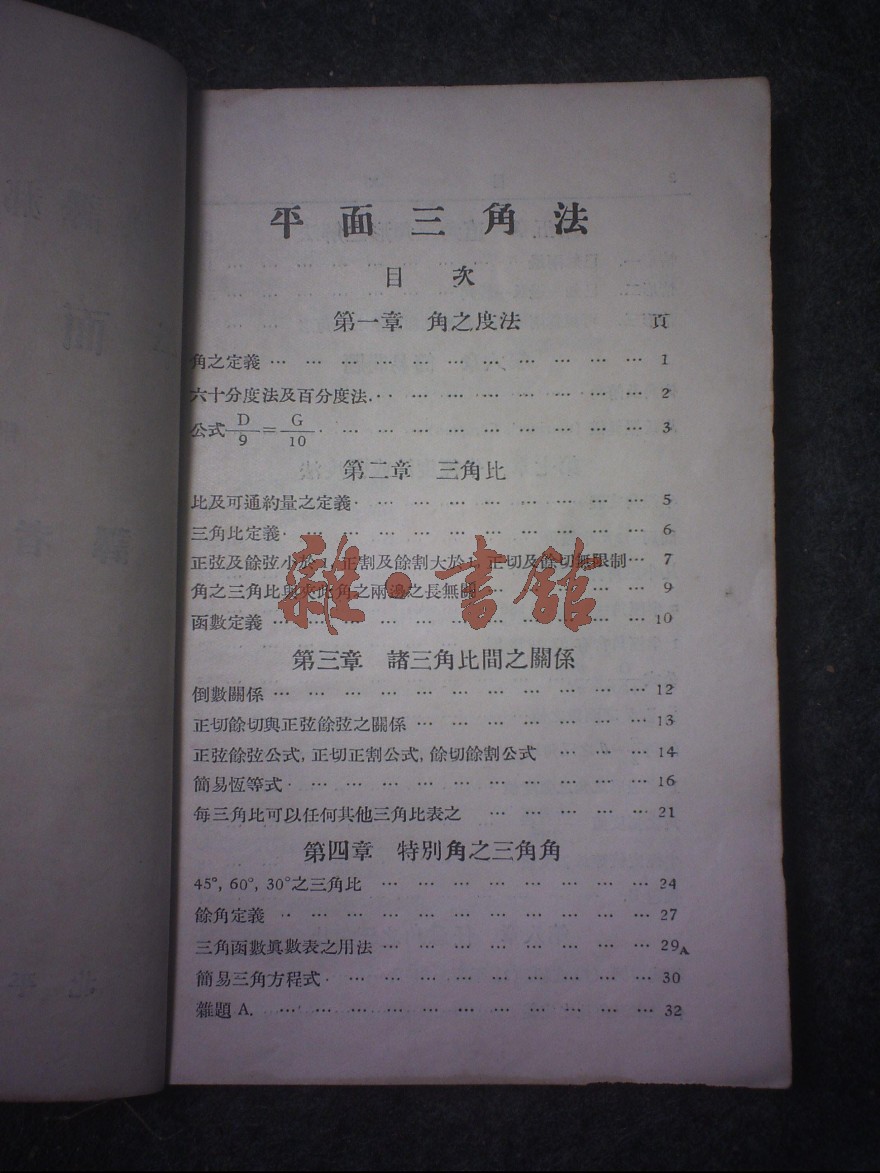 平面三角法
目次
第一章 角之度法 頁
角之定義 … … … … … … … … … … … 1
六十分度法及百分度法… … … … … … … … 2
公式 D/9 = G/10 … … … … … … … … … … 3
第二章 三角比
比及可通約量之定義 … … … … … … … … 5
三角比定義 … … … … … … … … … … 6
正弦及餘弦小於 1, 正割及餘割大於 1, 正切及餘切無限制… 7
角之三角比與夾此角之兩邊之長無關 … … … … … 9
函數定義 … … … … … … … … … … … 10
第三章 諸三角比間之關係
倒數關係 … … … … … … … … … … … 12
正切餘切與正弦餘弦之關係 … … … … … … … 13
正弦餘弦公式, 正切正割公式, 餘切餘割公式 … … … 14
簡易恆等式 … … … … … … … … … … 16
每三角比可以任何其他三角比表之 … … … … … 21
第四章 特別角之三角角
45°, 60°, 30°之三角比 … … … … … … … … 24
餘角定義 … … … … … … … … … … … 27
三角函數眞數表之用法 … … … … … … … … 29A
簡易三角方程式 … … … … … … … … … 30
雜題 A. … … … … … … … … … … … 32
雜·書館